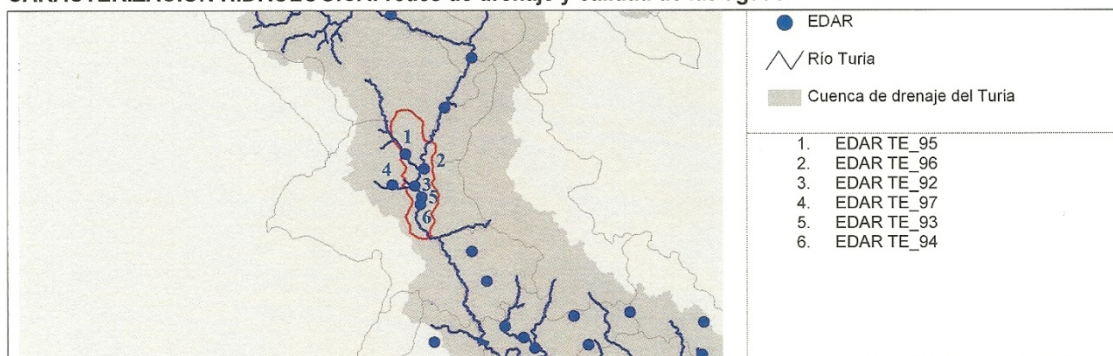 EDAR
Río Turia
Cuenca de drenaje del Turia
1. EDAR TE_95
2. EDAR TE_96
3. EDAR TE_92
4. EDAR TE_97
5. EDAR TE_93
6. EDAR TE_94
1
2
4
3
5
6